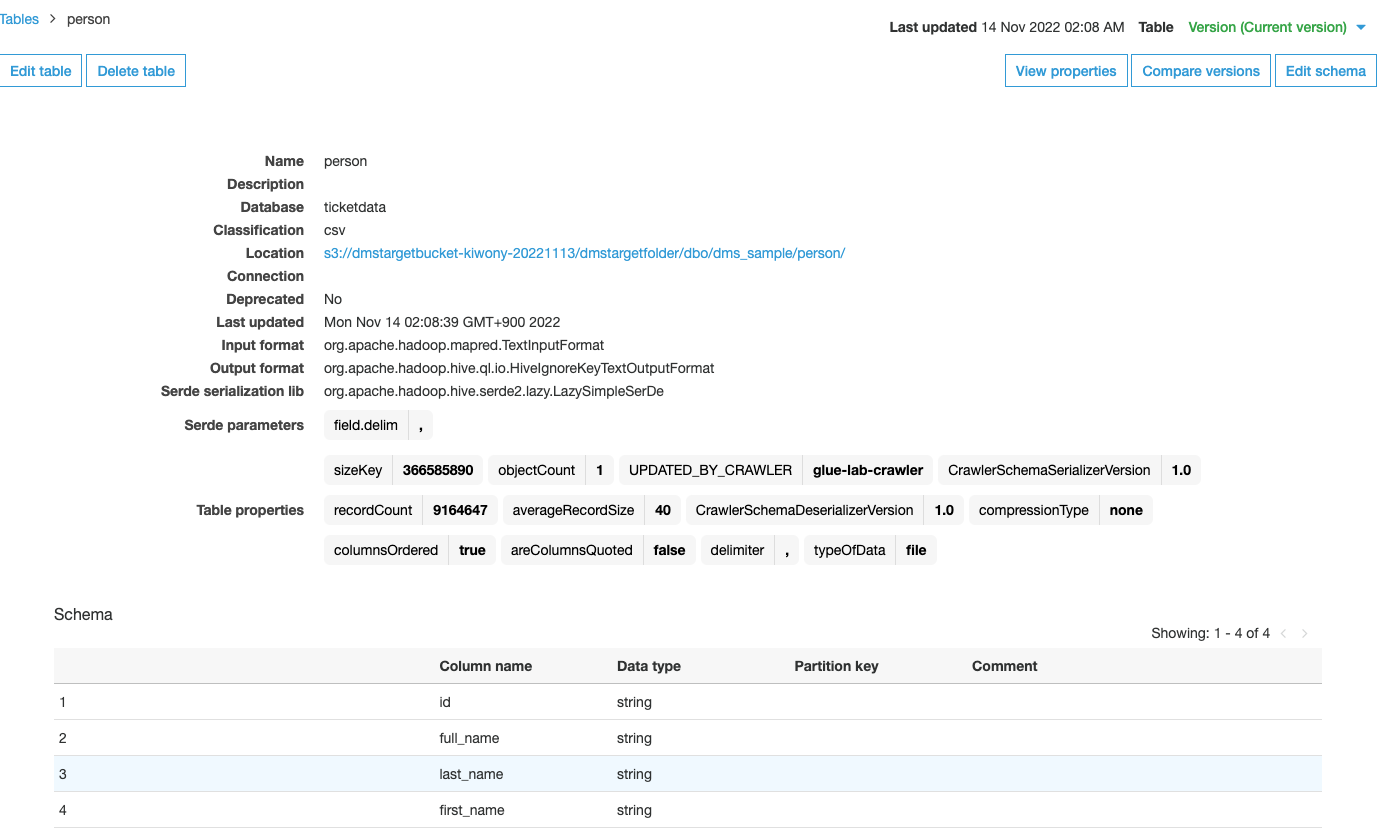 Tables > person
Last updated 14 Nov 2022 02:08 AM Table Version (Current version)
Edit table Delete table View properties Compare versions Edit schema
Name person
Description
Database ticketdata
Classification csv
Location s3://dmstargetbucket-kiwony-20221113/dmstargetfolder/dbo/dms_sample/person/
Connection
Deprecated No
Last updated Mon Nov 14 02:08:39 GMT+900 2022
Input format org.apache.hadoop.mapred.TextInputFormat
Output format org.apache.hadoop.hive.ql.io.HiveIgnoreKeyTextOutputFormat
Serde serialization lib org.apache.hadoop.hive.serde2.lazy.LazySimpleSerDe
Serde parameters field.delim ,
sizeKey 366585890 objectCount 1 UPDATED_BY_CRAWLER glue-lab-crawler CrawlerSchemaSerializerVersion 1.0
Table properties recordCount 9164647 averageRecordSize 40 CrawlerSchemaDeserializerVersion 1.0 compressionType none
columnsOrdered true areColumnsQuoted false delimiter , typeOfData file
Schema
Showing: 1 - 4 of 4 < >
Column name Data type Partition key Comment
1 id string
2 full_name string
3 last_name string
4 first_name string